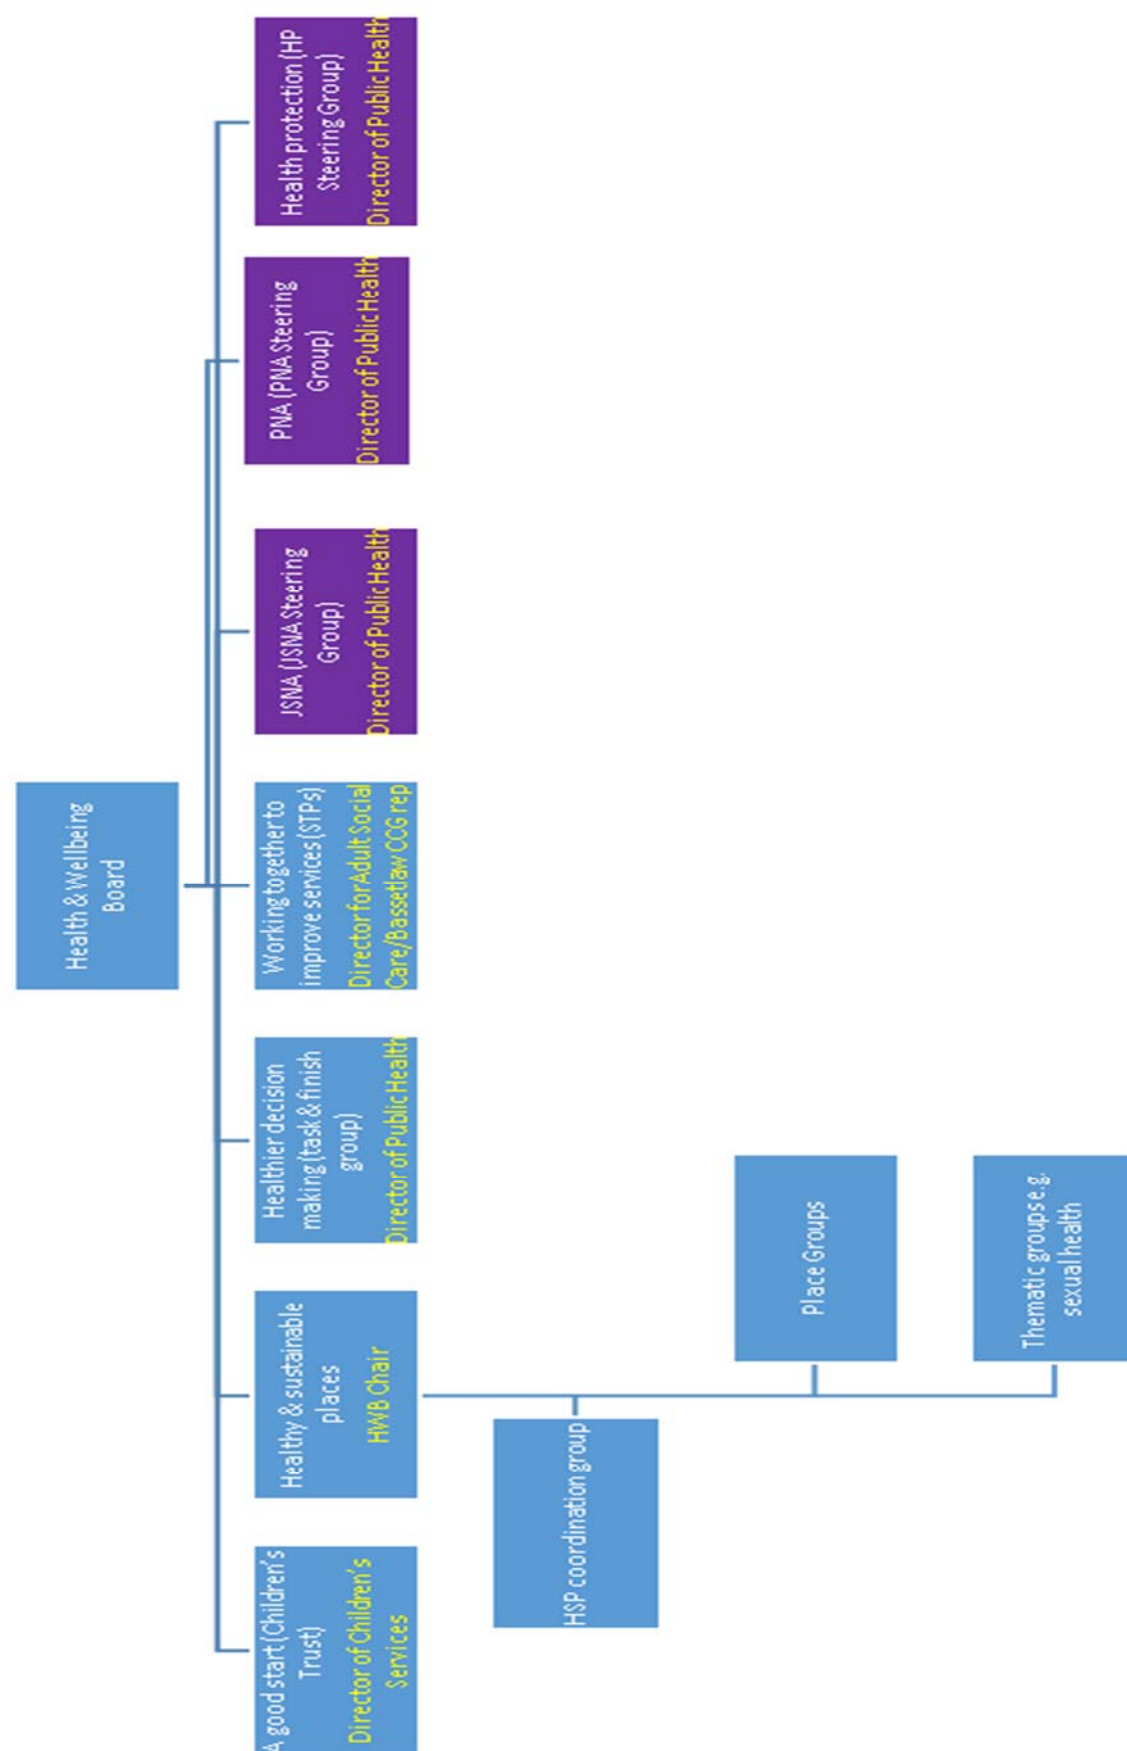 Health & Wellbeing
Board
A good start (Children's
Trust)
Director of Children's
Services
Healthy & sustainable
places
HWB Chair
Healthier decision
making (task & finish
group)
Director of Public Health
Working together to
improve services (STPs)
Director for Adult Social
Care/Bassetlaw CCG rep
JSNA (JSNA Steering
Group)
Director of Public Health
PNA (PNA Steering
Group)
Director of Public Health
Health protection (HP
Steering Group)
Director of Public Health
HSP coordination group
Place Groups
Thematic groups e.g.
sexual health